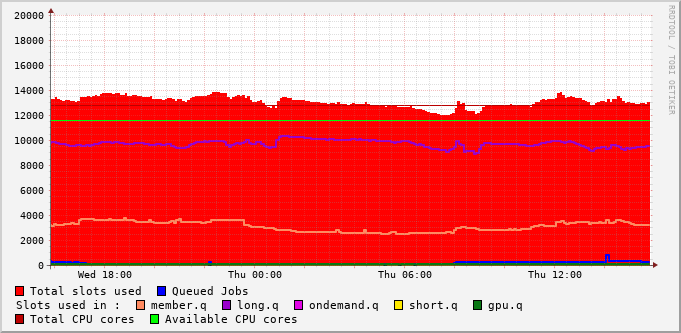 20000
18000
16000
14000
12000
10000
8000
6000
4000
2000
0
Wed 18:00 Thu 00:00 Thu 06:00 Thu 12:00
RRDTOOL / TOBI OETIKER
Total slots used Queued Jobs
Slots used in : member.q long.q ondemand.q short.q gpu.q
Total CPU cores Available CPU cores